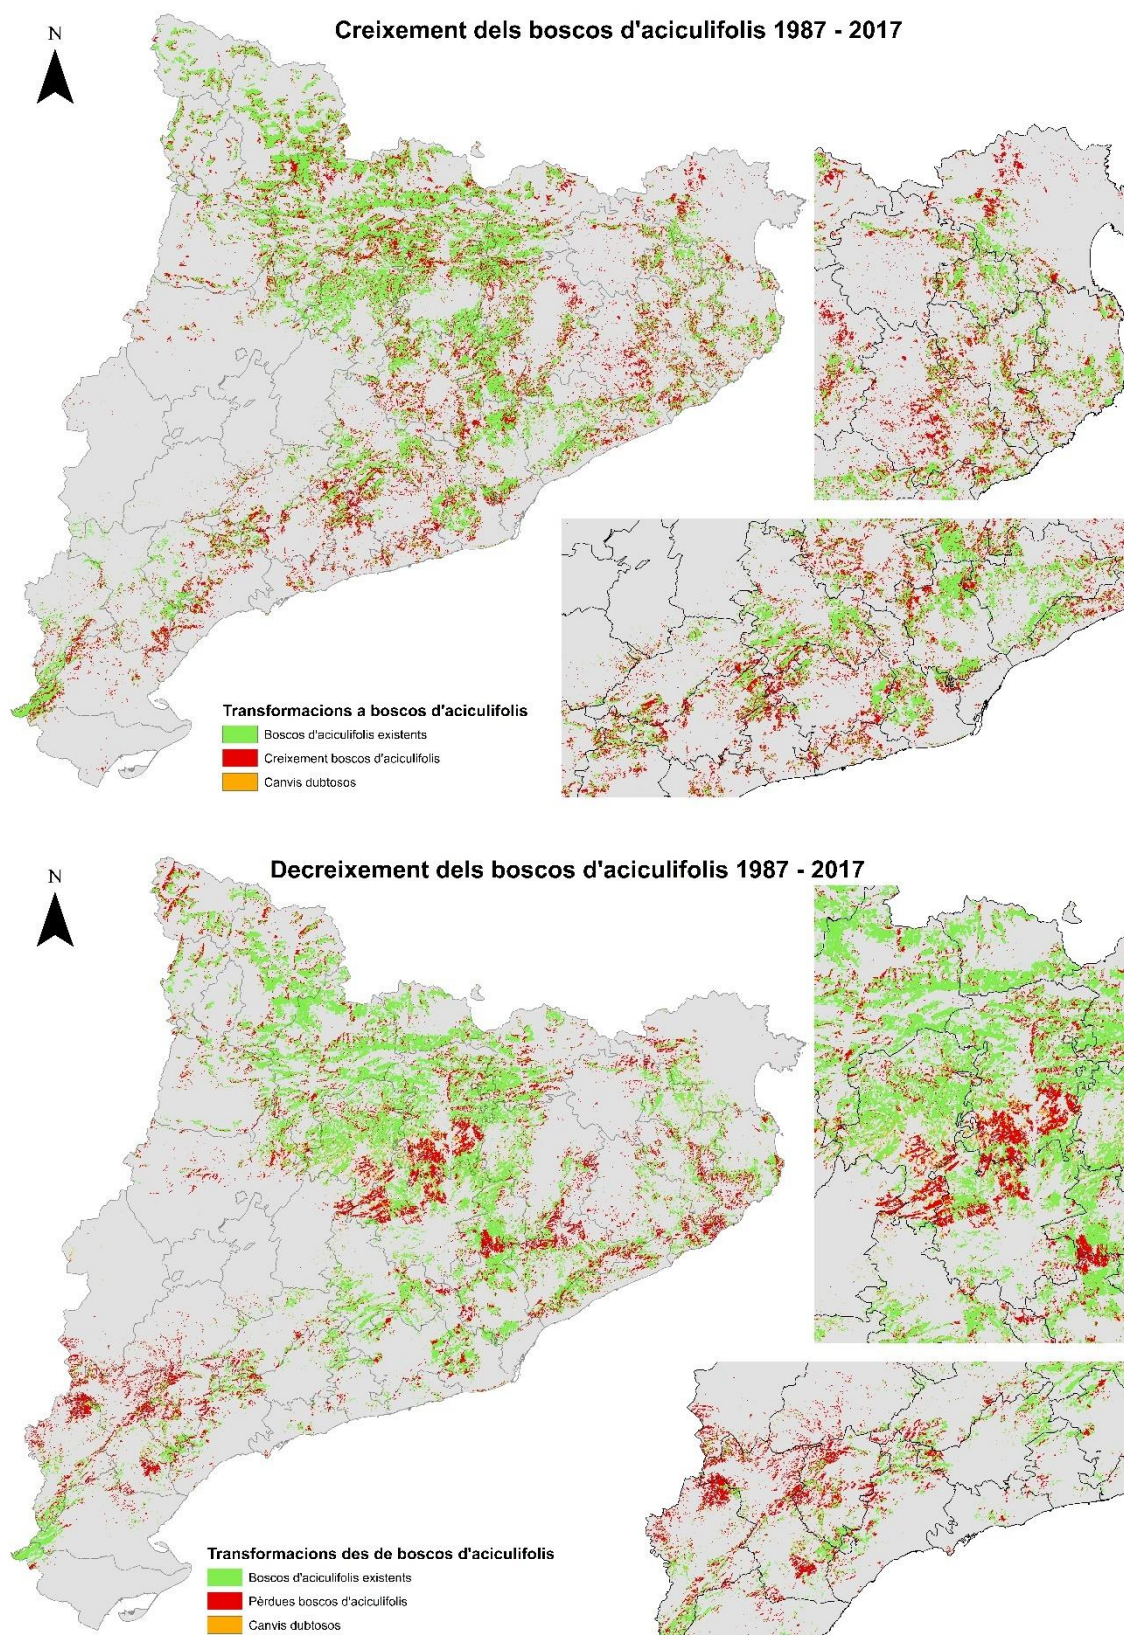 Creixement dels boscos d'aciculifolis 1987 - 2017
N
Transformacions a boscos d'aciculifolis
Boscos d'aciculifolis existents
Creixement boscos d'aciculifolis
Canvis dubtosos
Decreixement dels boscos d'aciculifolis 1987 - 2017
N
Transformacions des de boscos d'aciculifolis
Boscos d'aciculifolis existents
Pèrdues boscos d'aciculifolis
Canvis dubtosos